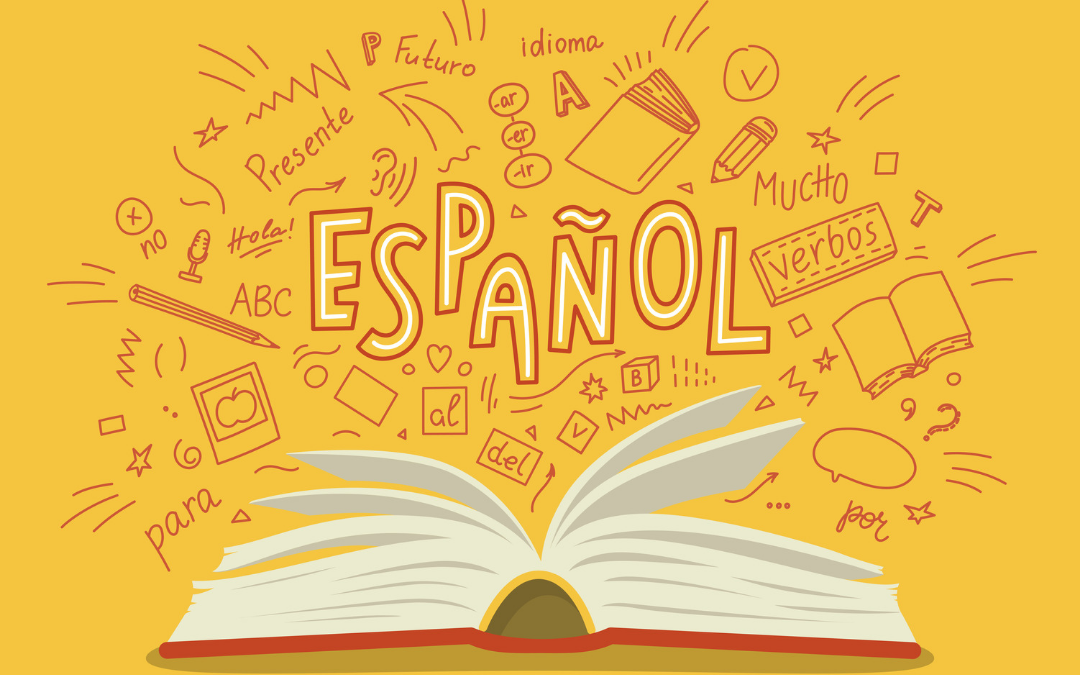 P
Futuro
idioma
A
-ar
-er
-ir
Presente
MUCHO
no
Hola!
ESPAÑOL
T
verbos
ABC
B
al
del
para
por